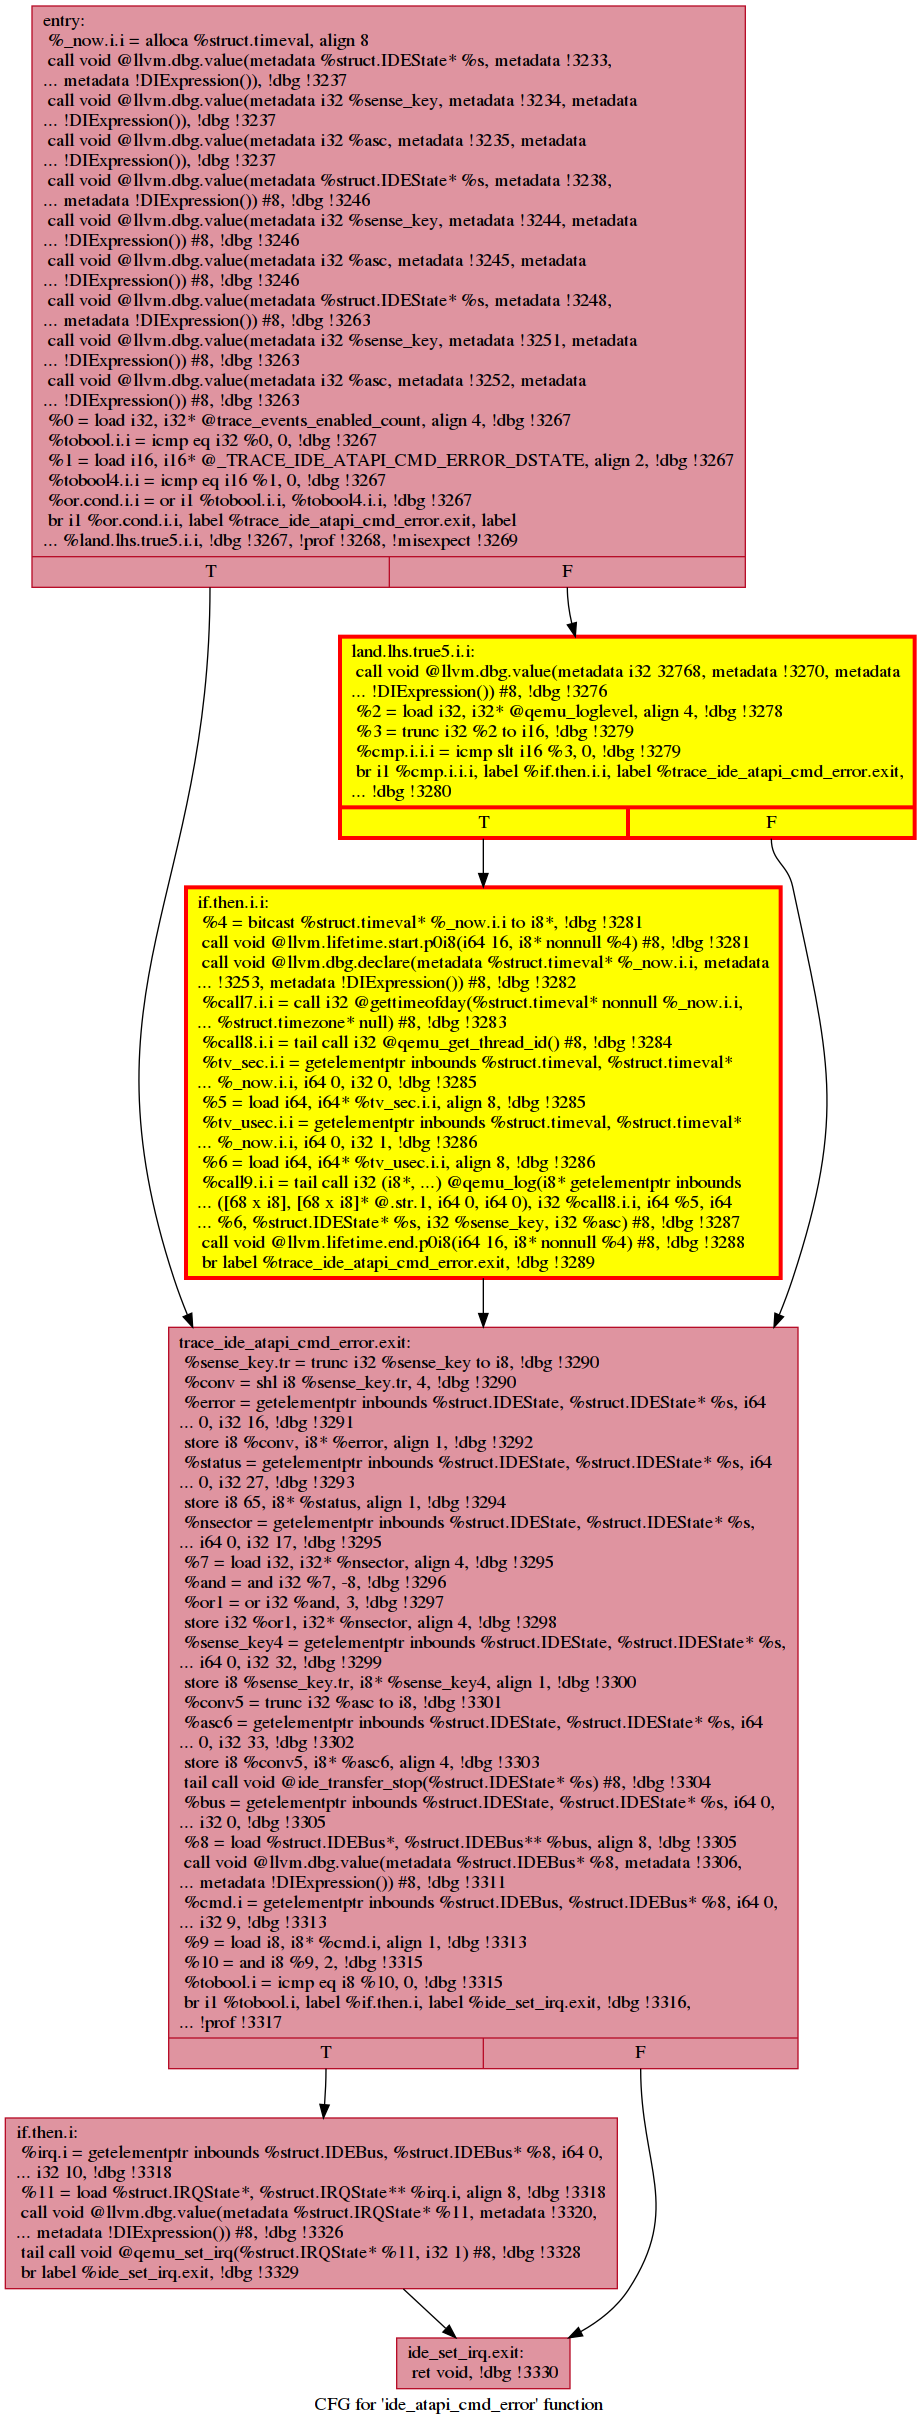 entry:
%_now.i.i = alloca %struct.timeval, align 8
call void @llvm.dbg.value(metadata %struct.IDEState* %s, metadata !3233,
... metadata !DIExpression()), !dbg !3237
call void @llvm.dbg.value(metadata i32 %sense_key, metadata !3234, metadata
... !DIExpression()), !dbg !3237
call void @llvm.dbg.value(metadata i32 %asc, metadata !3235, metadata
... !DIExpression()), !dbg !3237
call void @llvm.dbg.value(metadata %struct.IDEState* %s, metadata !3238,
... metadata !DIExpression()) #8, !dbg !3246
call void @llvm.dbg.value(metadata i32 %sense_key, metadata !3244, metadata
... !DIExpression()) #8, !dbg !3246
call void @llvm.dbg.value(metadata i32 %asc, metadata !3245, metadata
... !DIExpression()) #8, !dbg !3246
call void @llvm.dbg.value(metadata %struct.IDEState* %s, metadata !3248,
... metadata !DIExpression()) #8, !dbg !3263
call void @llvm.dbg.value(metadata i32 %sense_key, metadata !3251, metadata
... !DIExpression()) #8, !dbg !3263
call void @llvm.dbg.value(metadata i32 %asc, metadata !3252, metadata
... !DIExpression()) #8, !dbg !3263
%0 = load i32, i32* @trace_events_enabled_count, align 4, !dbg !3267
%tobool.i.i = icmp eq i32 %0, 0, !dbg !3267
%1 = load i16, i16* @_TRACE_IDE_ATAPI_CMD_ERROR_DSTATE, align 2, !dbg !3267
%tobool4.i.i = icmp eq i16 %1, 0, !dbg !3267
%or.cond.i.i = or i1 %tobool.i.i, %tobool4.i.i, !dbg !3267
br i1 %or.cond.i.i, label %trace_ide_atapi_cmd_error.exit, label
... %land.lhs.true5.i.i, !dbg !3267, !prof !3268, !misexpect !3269
T
F
land.lhs.true5.i.i:
call void @llvm.dbg.value(metadata i32 32768, metadata !3270, metadata
... !DIExpression()) #8, !dbg !3276
%2 = load i32, i32* @qemu_loglevel, align 4, !dbg !3278
%3 = trunc i32 %2 to i16, !dbg !3279
%cmp.i.i.i = icmp slt i16 %3, 0, !dbg !3279
br i1 %cmp.i.i.i, label %if.then.i.i, label %trace_ide_atapi_cmd_error.exit,
... !dbg !3280
T
F
if.then.i.i:
%4 = bitcast %struct.timeval* %_now.i.i to i8*, !dbg !3281
call void @llvm.lifetime.start.p0i8(i64 16, i8* nonnull %4) #8, !dbg !3281
call void @llvm.dbg.declare(metadata %struct.timeval* %_now.i.i, metadata
... !3253, metadata !DIExpression()) #8, !dbg !3282
%call7.i.i = call i32 @gettimeofday(%struct.timeval* nonnull %_now.i.i,
... %struct.timezone* null) #8, !dbg !3283
%call8.i.i = tail call i32 @qemu_get_thread_id() #8, !dbg !3284
%tv_sec.i.i = getelementptr inbounds %struct.timeval, %struct.timeval*
... %_now.i.i, i64 0, i32 0, !dbg !3285
%5 = load i64, i64* %tv_sec.i.i, align 8, !dbg !3285
%tv_usec.i.i = getelementptr inbounds %struct.timeval, %struct.timeval*
... %_now.i.i, i64 0, i32 1, !dbg !3286
%6 = load i64, i64* %tv_usec.i.i, align 8, !dbg !3286
%call9.i.i = tail call i32 (i8*, ...) @qemu_log(i8* getelementptr inbounds
... ([68 x i8], [68 x i8]* @.str.1, i64 0, i64 0), i32 %call8.i.i, i64 %5, i64
... %6, %struct.IDEState* %s, i32 %sense_key, i32 %asc) #8, !dbg !3287
call void @llvm.lifetime.end.p0i8(i64 16, i8* nonnull %4) #8, !dbg !3288
br label %trace_ide_atapi_cmd_error.exit, !dbg !3289
trace_ide_atapi_cmd_error.exit:
%sense_key.tr = trunc i32 %sense_key to i8, !dbg !3290
%conv = shl i8 %sense_key.tr, 4, !dbg !3290
%error = getelementptr inbounds %struct.IDEState, %struct.IDEState* %s, i64
... 0, i32 16, !dbg !3291
store i8 %conv, i8* %error, align 1, !dbg !3292
%status = getelementptr inbounds %struct.IDEState, %struct.IDEState* %s, i64
... 0, i32 27, !dbg !3293
store i8 65, i8* %status, align 1, !dbg !3294
%nsector = getelementptr inbounds %struct.IDEState, %struct.IDEState* %s,
... i64 0, i32 17, !dbg !3295
%7 = load i32, i32* %nsector, align 4, !dbg !3295
%and = and i32 %7, -8, !dbg !3296
%or1 = or i32 %and, 3, !dbg !3297
store i32 %or1, i32* %nsector, align 4, !dbg !3298
%sense_key4 = getelementptr inbounds %struct.IDEState, %struct.IDEState* %s,
... i64 0, i32 32, !dbg !3299
store i8 %sense_key.tr, i8* %sense_key4, align 1, !dbg !3300
%conv5 = trunc i32 %asc to i8, !dbg !3301
%asc6 = getelementptr inbounds %struct.IDEState, %struct.IDEState* %s, i64
... 0, i32 33, !dbg !3302
store i8 %conv5, i8* %asc6, align 4, !dbg !3303
tail call void @ide_transfer_stop(%struct.IDEState* %s) #8, !dbg !3304
%bus = getelementptr inbounds %struct.IDEState, %struct.IDEState* %s, i64 0,
... i32 0, !dbg !3305
%8 = load %struct.IDEBus*, %struct.IDEBus** %bus, align 8, !dbg !3305
call void @llvm.dbg.value(metadata %struct.IDEBus* %8, metadata !3306,
... metadata !DIExpression()) #8, !dbg !3311
%cmd.i = getelementptr inbounds %struct.IDEBus, %struct.IDEBus* %8, i64 0,
... i32 9, !dbg !3313
%9 = load i8, i8* %cmd.i, align 1, !dbg !3313
%10 = and i8 %9, 2, !dbg !3315
%tobool.i = icmp eq i8 %10, 0, !dbg !3315
br i1 %tobool.i, label %if.then.i, label %ide_set_irq.exit, !dbg !3316,
... !prof !3317
T
F
if.then.i:
%irq.i = getelementptr inbounds %struct.IDEBus, %struct.IDEBus* %8, i64 0,
... i32 10, !dbg !3318
%11 = load %struct.IRQState*, %struct.IRQState** %irq.i, align 8, !dbg !3318
call void @llvm.dbg.value(metadata %struct.IRQState* %11, metadata !3320,
... metadata !DIExpression()) #8, !dbg !3326
tail call void @qemu_set_irq(%struct.IRQState* %11, i32 1) #8, !dbg !3328
br label %ide_set_irq.exit, !dbg !3329
ide_set_irq.exit:
ret void, !dbg !3330
CFG for 'ide_atapi_cmd_error' function